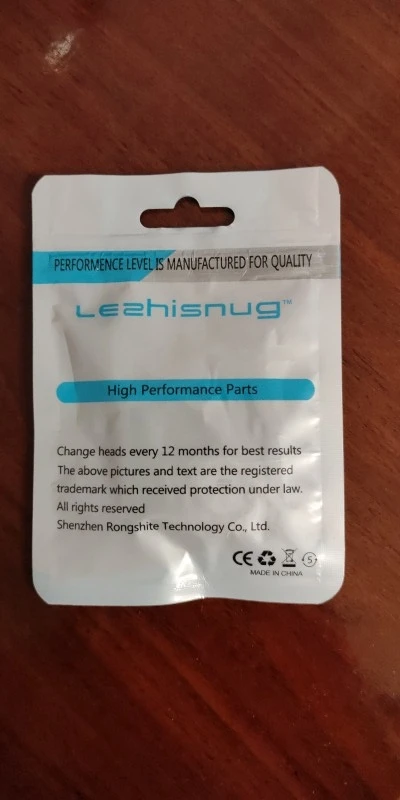 PERFORMENCE LEVEL IS MANUFACTURED FOR QUALITY
Lezhisnug™
High Performance Parts
Change heads every 12 months for best results
The above pictures and text are the registered
trademark which received protection under law.
All rights reserved
Shenzhen Rongshite Technology Co., Ltd.
CE 5
MADE IN CHINA